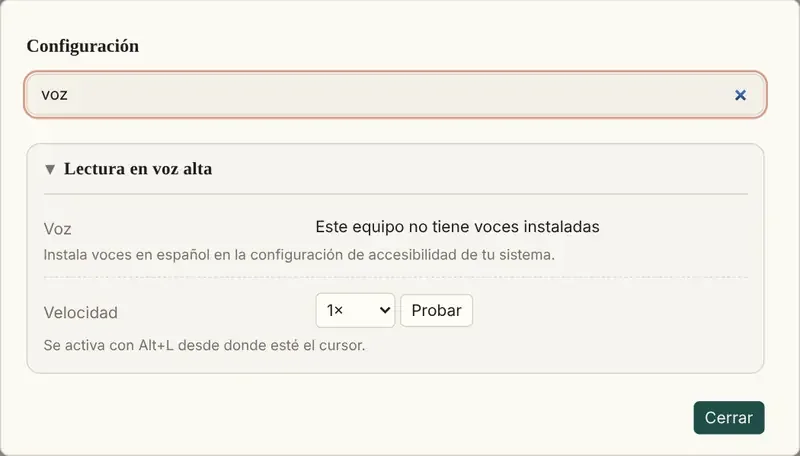 Configuración
voz
Lectura en voz alta
Voz
Este equipo no tiene voces instaladas
Instala voces en español en la configuración de accesibilidad de tu sistema.
Velocidad
1×
Probar
Se activa con Alt+L desde donde esté el cursor.
Cerrar